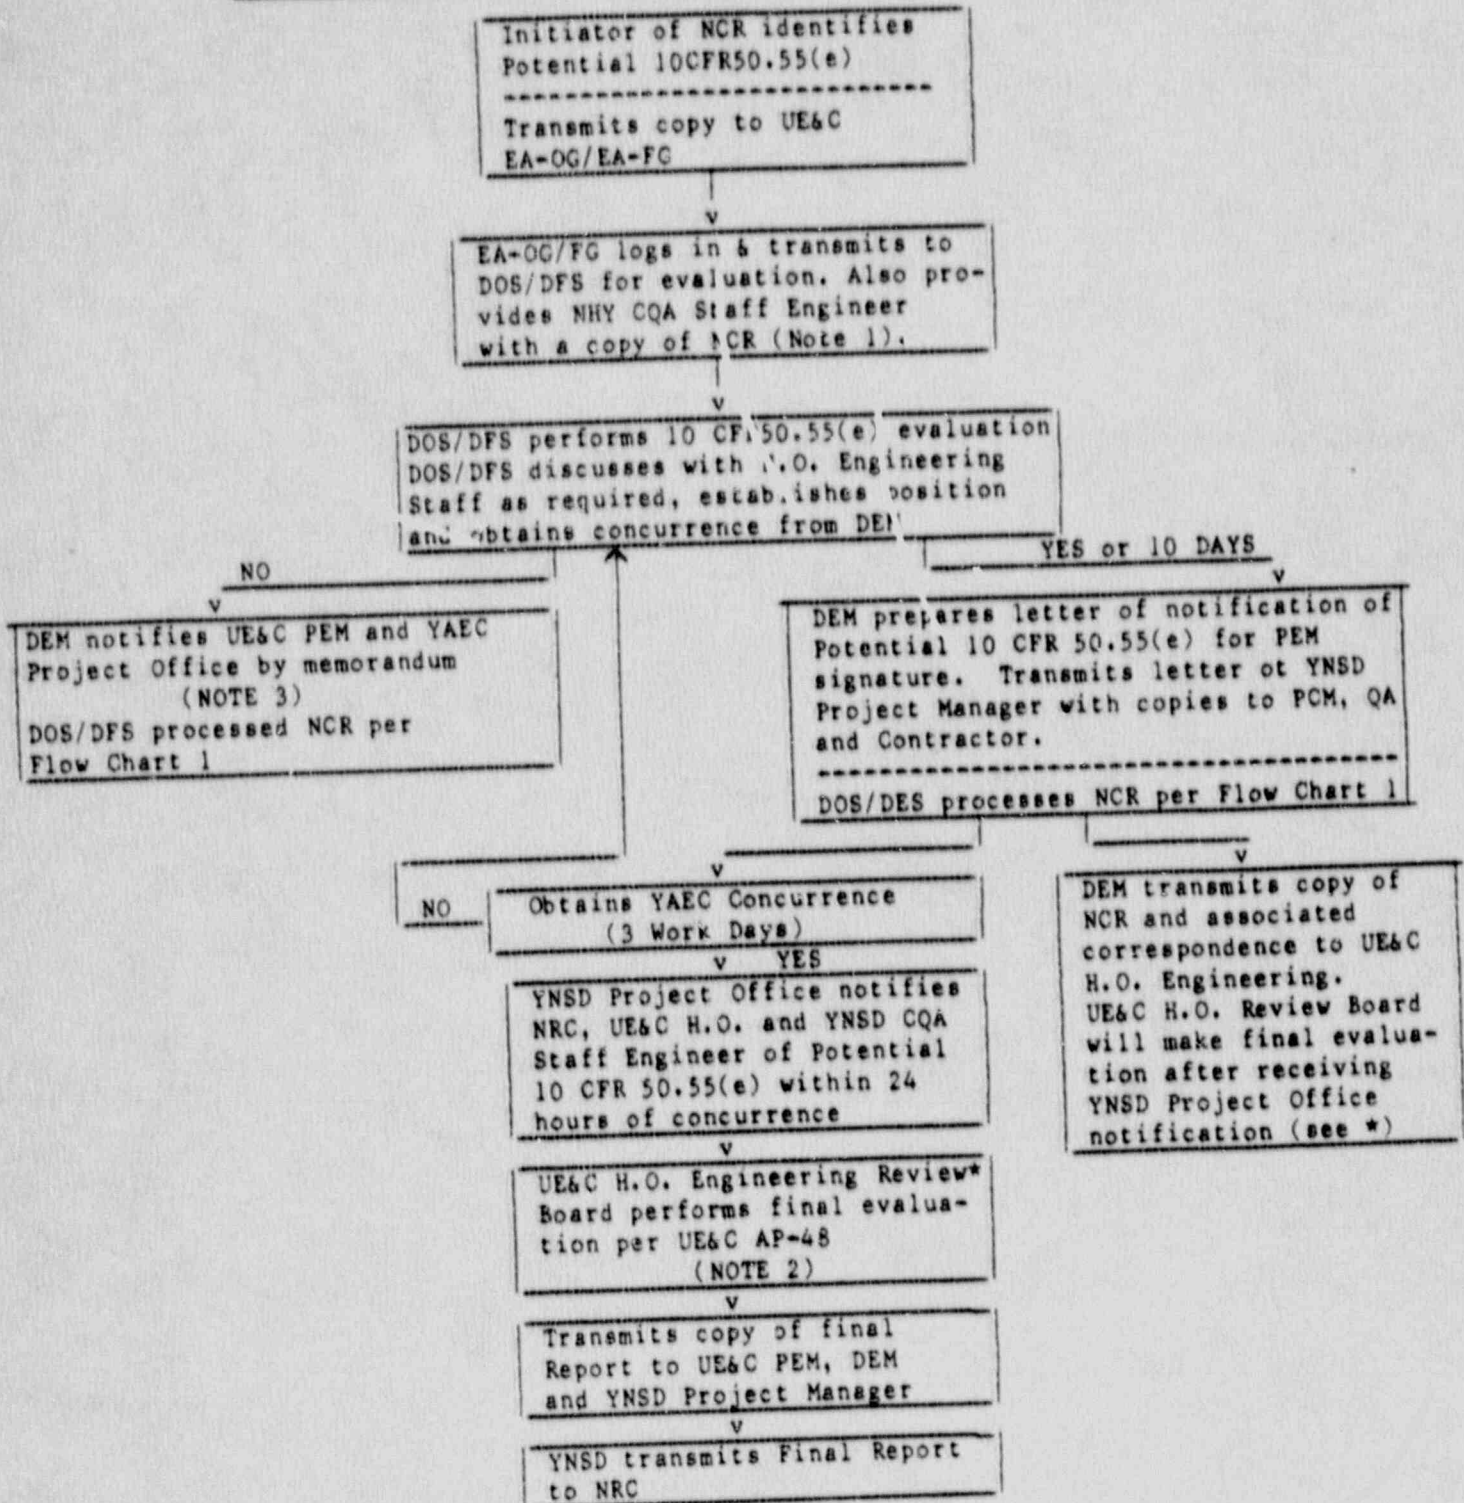 Initiator of NCR identifies
Potential 10CFR50.55(e)
Transmits copy to UE&C
EA-OG/EA-FG
EA-OG/FG logs in & transmits to
DOS/DFS for evaluation. Also pro-
vides NHY CQA Staff Engineer
with a copy of NCR (Note 1).
DOS/DFS performs 10 CFR 50.55(e) evaluation
DOS/DFS discusses with H.O. Engineering
Staff as required, establishes position
and obtains concurrence from DEM
NO
YES or 10 DAYS
DEM notifies UE&C PEM and YAEC
Project Office by memorandum
(NOTE 3)
DOS/DFS processed NCR per
Flow Chart 1
DEM prepares letter of notification of
Potential 10 CFR 50.55(e) for PEM
signature. Transmits letter ot YNSD
Project Manager with copies to PCM, QA
and Contractor.
DOS/DES processes NCR per Flow Chart 1
NO
Obtains YAEC Concurrence
(3 Work Days)
YES
YNSD Project Office notifies
NRC, UE&C H.O. and YNSD CQA
Staff Engineer of Potential
10 CFR 50.55(e) within 24
hours of concurrence
DEM transmits copy of
NCR and associated
correspondence to UE&C
H.O. Engineering.
UE&C H.O. Review Board
will make final evalua-
tion after receiving
YNSD Project Office
notification (see *)
UE&C H.O. Engineering Review*
Board performs final evalua-
tion per UE&C AP-48
(NOTE 2)
Transmits copy of final
Report to UE&C PEM, DEM
and YNSD Project Manager
YNSD transmits Final Report
to NRC